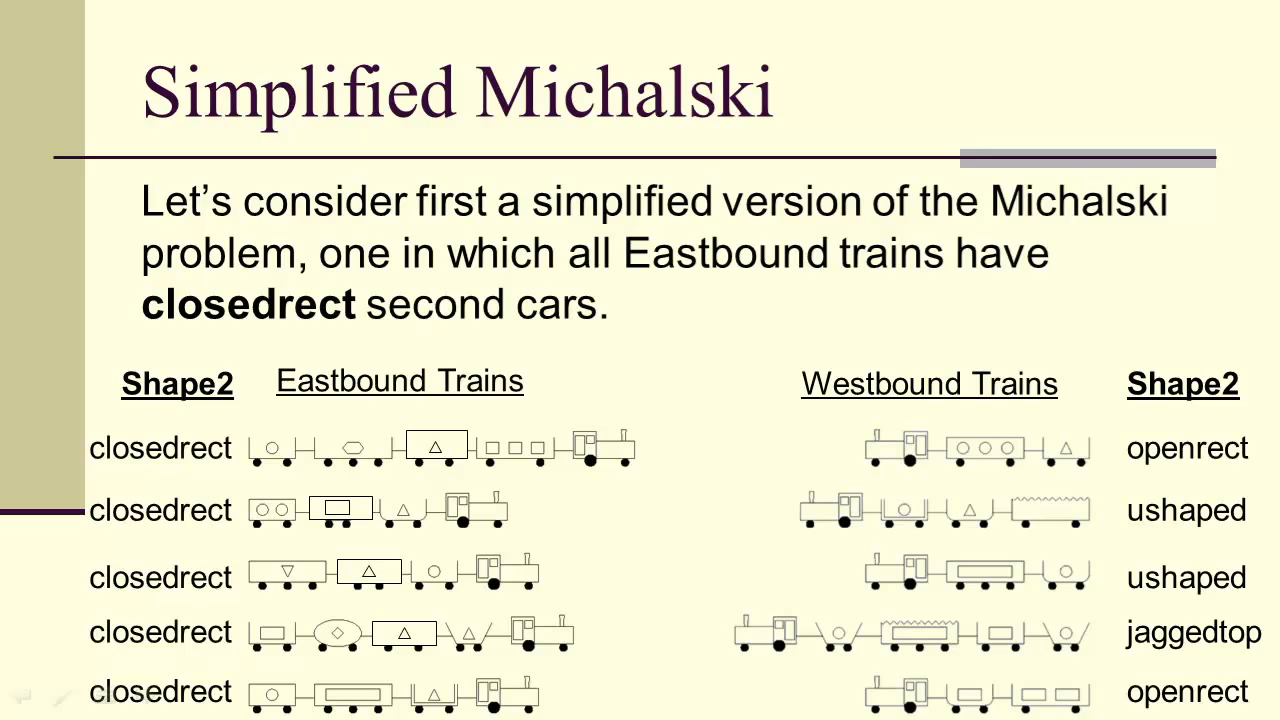 Simplified Michalski
Let’s consider first a simplified version of the Michalski
problem, one in which all Eastbound trains have
closedrect second cars.
Shape2 Eastbound Trains Westbound Trains Shape2
closedrect openrect
closedrect ushaped
closedrect ushaped
closedrect jaggedtop
closedrect openrect